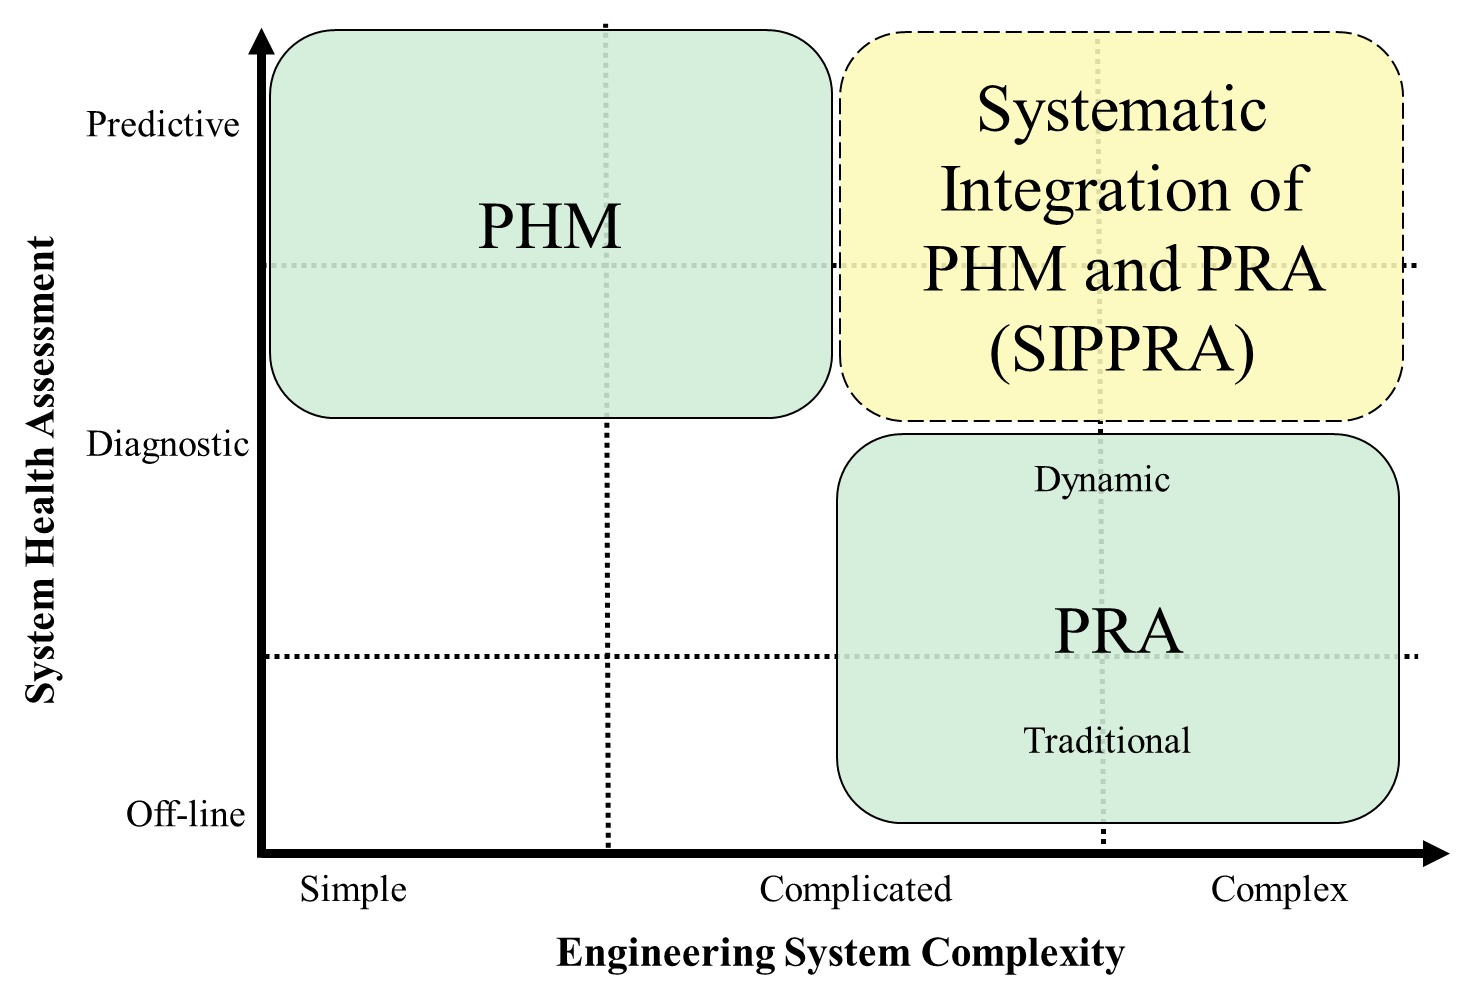 System Health Assessment
Predictive
Diagnostic
Off-line
PHM
Systematic
Integration of
PHM and PRA
(SIPPRA)
Dynamic
PRA
Traditional
Simple
Complicated
Complex
Engineering System Complexity